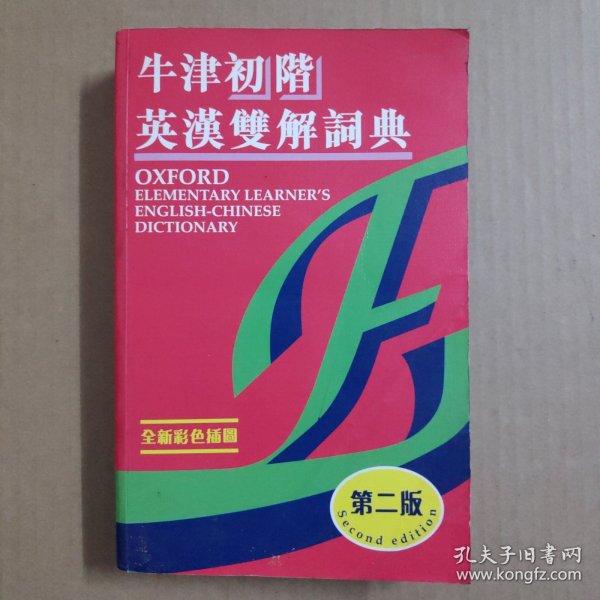 牛津初階
英漢雙解詞典
OXFORD
ELEMENTARY LEARNER'S
ENGLISH-CHINESE
DICTIONARY
全新彩色插圖
第二版
Second edition
孔夫子旧书网
www.kongfz.com